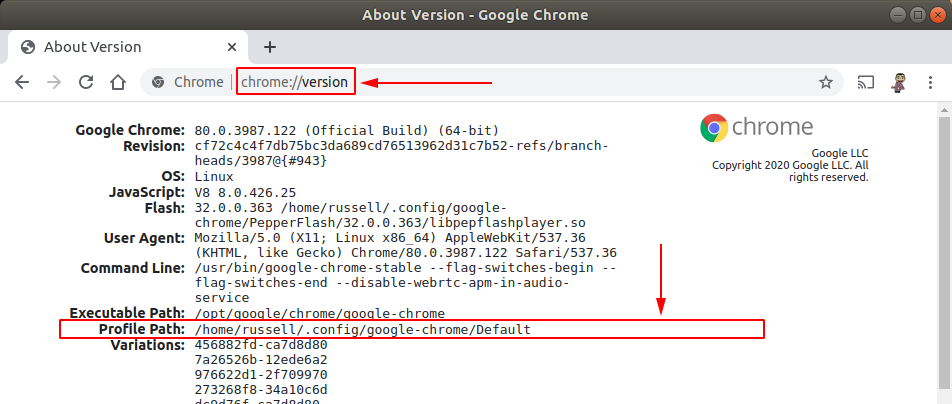 About Version - Google Chrome
About Version
Chrome | chrome://version
chrome
Google LLC
Copyright 2020 Google LLC. All
rights reserved.
Google Chrome: 80.0.3987.122 (Official Build) (64-bit)
Revision: cf72c4c4f7db75bc3da689cd76513962d31c7b52-refs/branch-
heads/3987@{#943}
OS: Linux
JavaScript: V8 8.0.426.25
Flash: 32.0.0.363 /home/russell/.config/google-
chrome/PepperFlash/32.0.0.363/libpepflashplayer.so
User Agent: Mozilla/5.0 (X11; Linux x86_64) AppleWebKit/537.36
(KHTML, like Gecko) Chrome/80.0.3987.122 Safari/537.36
Command Line: /usr/bin/google-chrome-stable --flag-switches-begin --
flag-switches-end --disable-webrtc-apm-in-audio-
service
Executable Path: /opt/google/chrome/google-chrome
Profile Path: /home/russell/.config/google-chrome/Default
Variations: 456882fd-ca7d8d80
7a26526b-12ede6a2
976622d1-2f709970
273268f8-34a10c6d